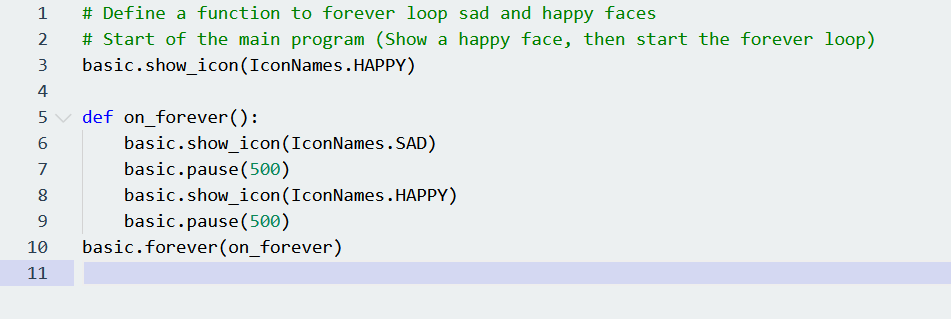 1 # Define a function to forever loop sad and happy faces
2 # Start of the main program (Show a happy face, then start the forever loop)
3 basic.show_icon(IconNames.HAPPY)
4
5 def on_forever():
6     basic.show_icon(IconNames.SAD)
7     basic.pause(500)
8     basic.show_icon(IconNames.HAPPY)
9     basic.pause(500)
10 basic.forever(on_forever)
11